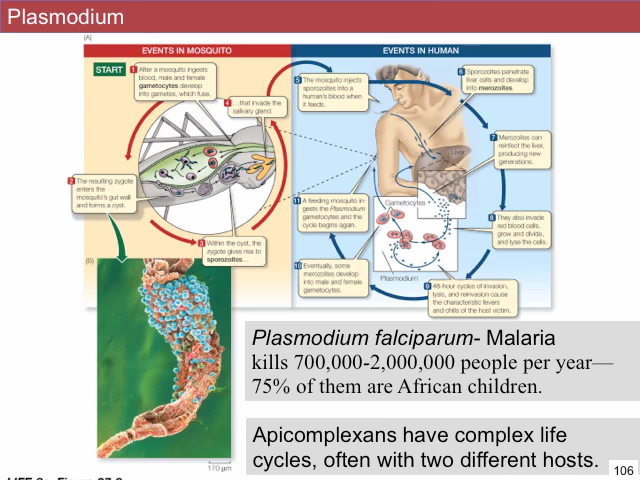 Plasmodium
(A)
EVENTS IN MOSQUITO
EVENTS IN HUMAN
START
1 After a mosquito ingests
blood, male and female
gametocytes develop
into gametes, which fuse.
2 The resulting zygote
enters the
mosquito's gut wall
and forms a cyst.
3 Within the cyst, the
zygote gives rise to
sporozoites…
4 …that invade the
salivary gland.
5 The mosquito injects
sporozoites into a
human's blood when
it feeds.
6 Sporozoites penetrate
liver cells and develop
into merozoites.
Liver
7 Merozoites can
reinfect the liver,
producing new
generations.
8 They also invade
red blood cells,
grow and divide,
and lyse the cells.
9 48-hour cycles of invasion,
lysis, and reinvasion cause
the characteristic fevers
and chills of the host victim.
10 Eventually, some
merozoites develop
into male and female
gametocytes.
11 A feeding mosquito in-
gests the Plasmodium
gametocytes and the
cycle begins again.
Gametocytes
Plasmodium
(B)
170 µm
Plasmodium falciparum- Malaria
kills 700,000-2,000,000 people per year—
75% of them are African children.
Apicomplexans have complex life
cycles, often with two different hosts.
106